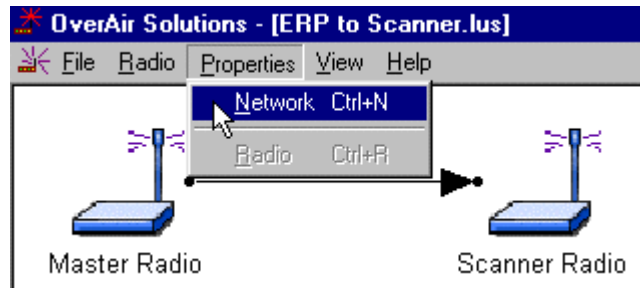 OverAir Solutions - [ERP to Scanner.lus]
File Radio Properties View Help
Network Ctrl+N
Radio Ctrl+R
Master Radio Scanner Radio